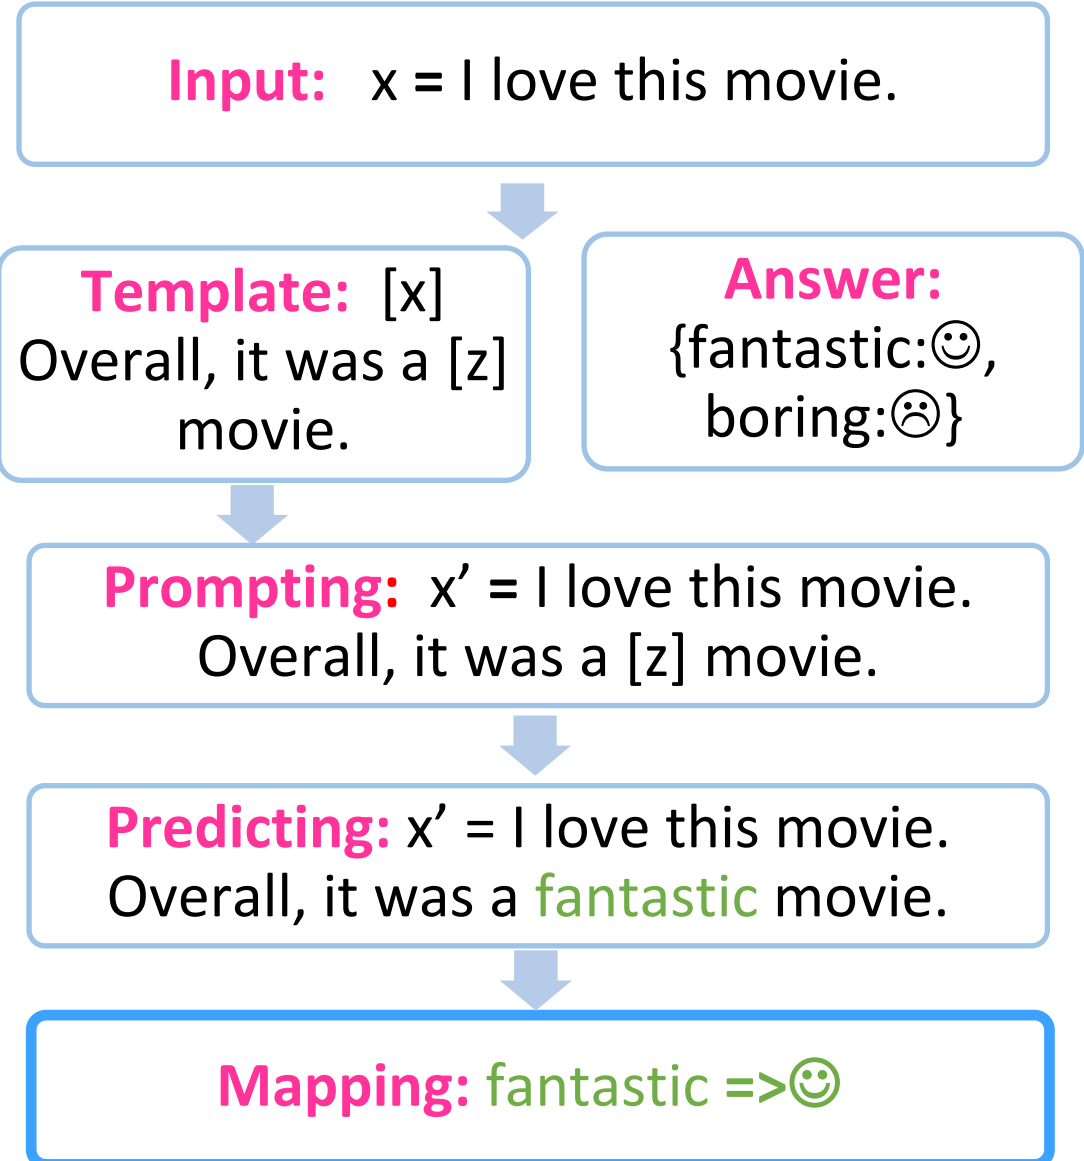 Input: x = I love this movie.
Template: [x]
Overall, it was a [z]
movie.
Answer:
{fantastic:☺,
boring:☹}
Prompting: x’ = I love this movie.
Overall, it was a [z] movie.
Predicting: x’ = I love this movie.
Overall, it was a fantastic movie.
Mapping: fantastic =>☺